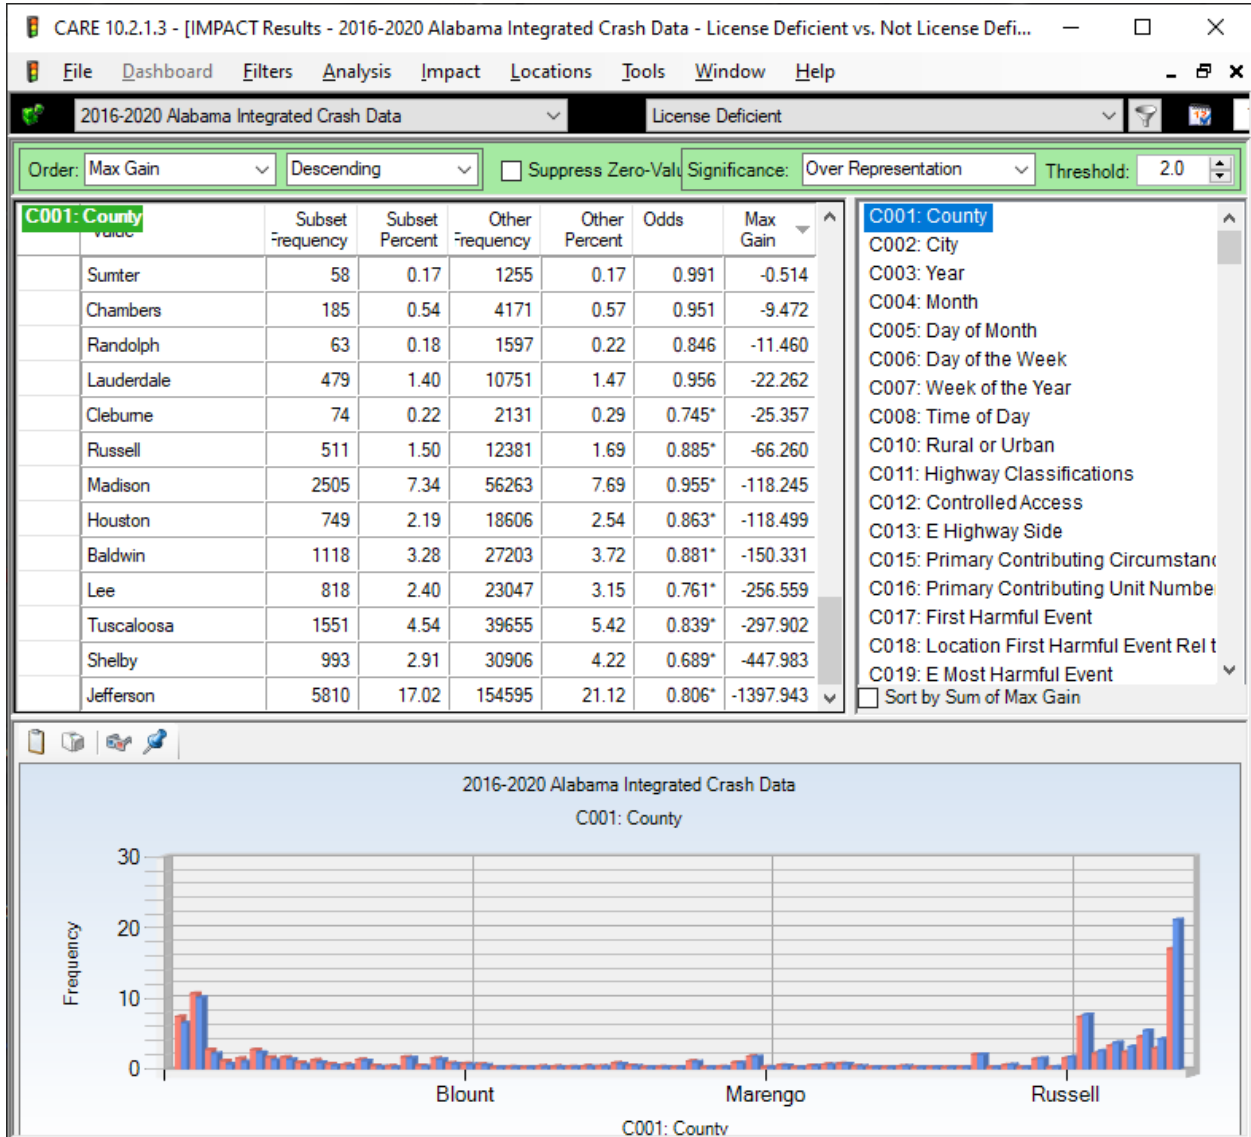 CARE 10.2.1.3 - [IMPACT Results - 2016-2020 Alabama Integrated Crash Data - License Deficient vs. Not License Defi...
File Dashboard Filters Analysis Impact Locations Tools Window Help
2016-2020 Alabama Integrated Crash Data License Deficient
Order: Max Gain Descending Suppress Zero-Valu Significance: Over Representation Threshold: 2.0
C001: County Subset Frequency Subset Percent Other Frequency Other Percent Odds Max Gain
Sumter 58 0.17 1255 0.17 0.991 -0.514
Chambers 185 0.54 4171 0.57 0.951 -9.472
Randolph 63 0.18 1597 0.22 0.846 -11.460
Lauderdale 479 1.40 10751 1.47 0.956 -22.262
Cleburne 74 0.22 2131 0.29 0.745* -25.357
Russell 511 1.50 12381 1.69 0.885* -66.260
Madison 2505 7.34 56263 7.69 0.955* -118.245
Houston 749 2.19 18606 2.54 0.863* -118.499
Baldwin 1118 3.28 27203 3.72 0.881* -150.331
Lee 818 2.40 23047 3.15 0.761* -256.559
Tuscaloosa 1551 4.54 39655 5.42 0.839* -297.902
Shelby 993 2.91 30906 4.22 0.689* -447.983
Jefferson 5810 17.02 154595 21.12 0.806* -1397.943
C001: County
C002: City
C003: Year
C004: Month
C005: Day of Month
C006: Day of the Week
C007: Week of the Year
C008: Time of Day
C010: Rural or Urban
C011: Highway Classifications
C012: Controlled Access
C013: E Highway Side
C015: Primary Contributing Circumstanc
C016: Primary Contributing Unit Numbe
C017: First Harmful Event
C018: Location First Harmful Event Rel t
C019: E Most Harmful Event
Sort by Sum of Max Gain
2016-2020 Alabama Integrated Crash Data
C001: County
Frequency
30
20
10
0
Blount Marengo Russell
C001: County